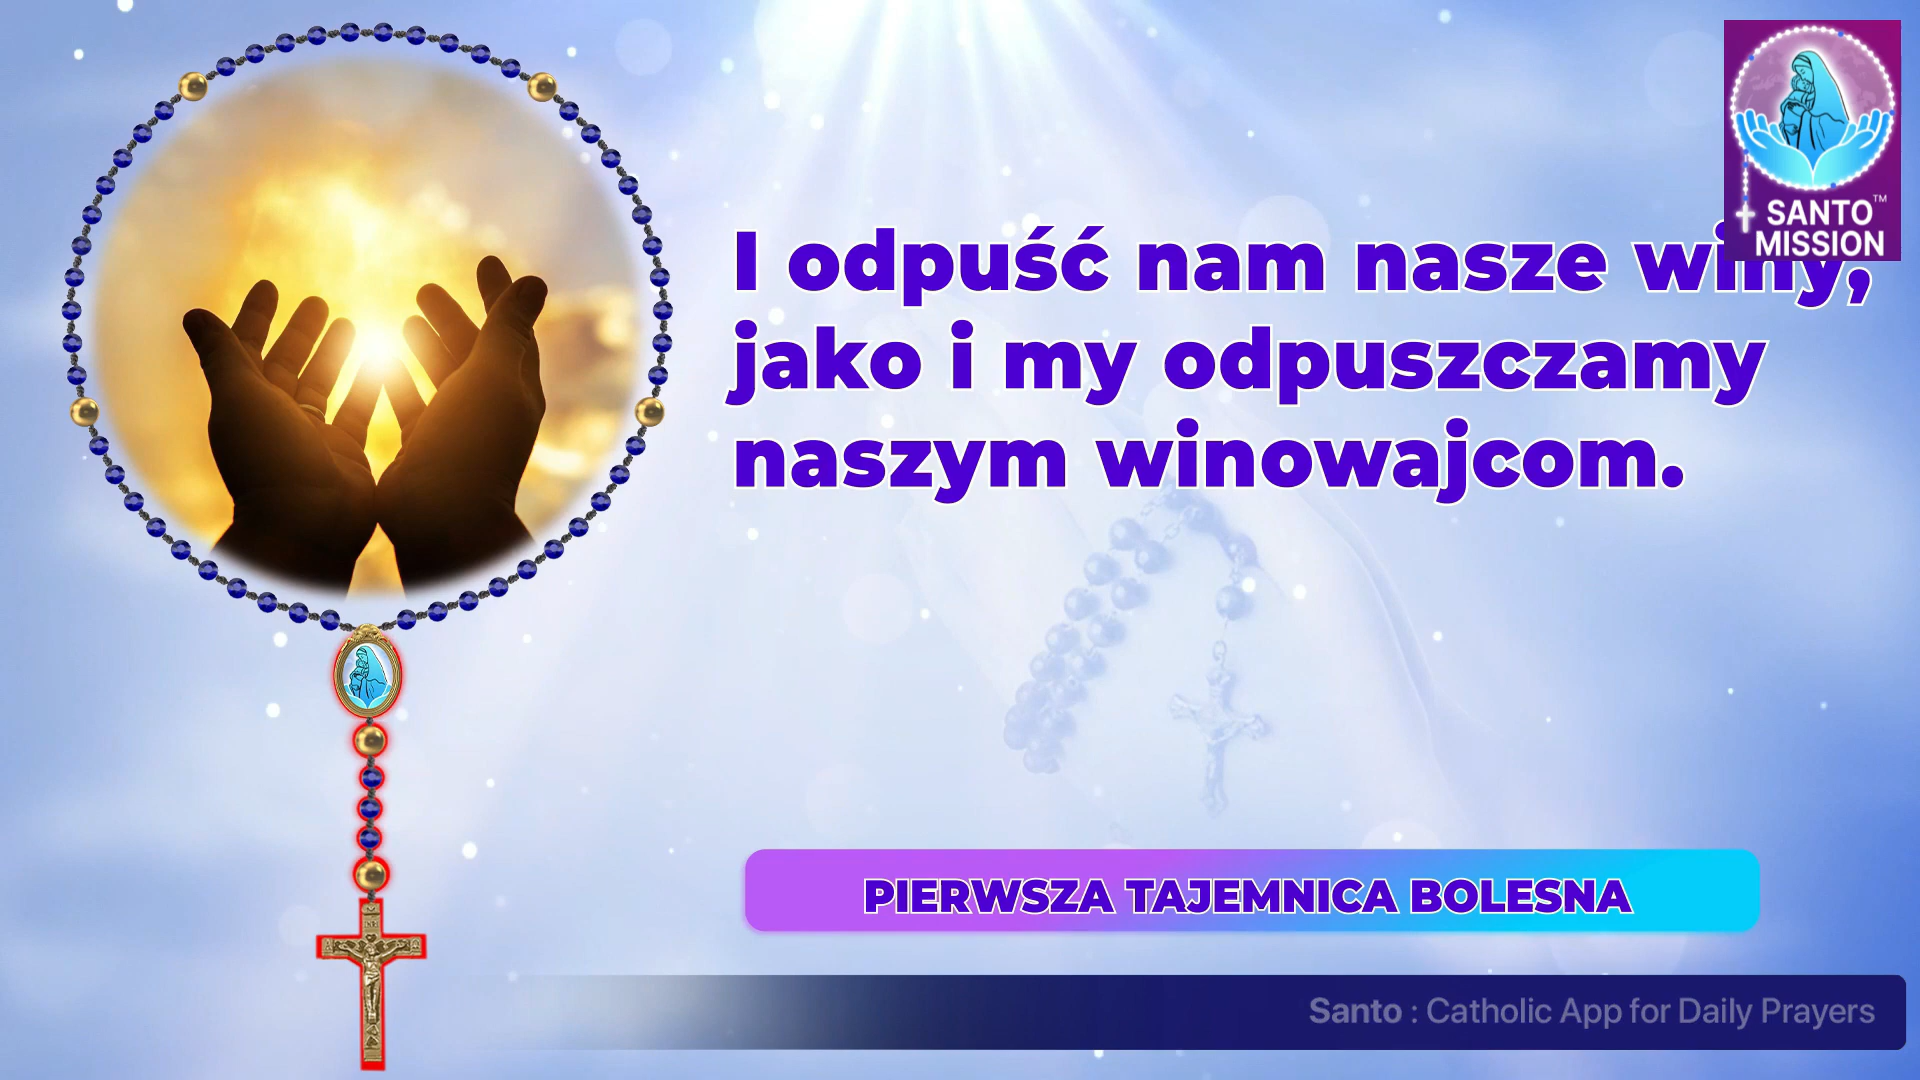 SANTO™
MISSION
I odpuść nam nasze winy,
jako i my odpuszczamy
naszym winowajcom.
PIERWSZA TAJEMNICA BOLESNA
Santo : Catholic App for Daily Prayers